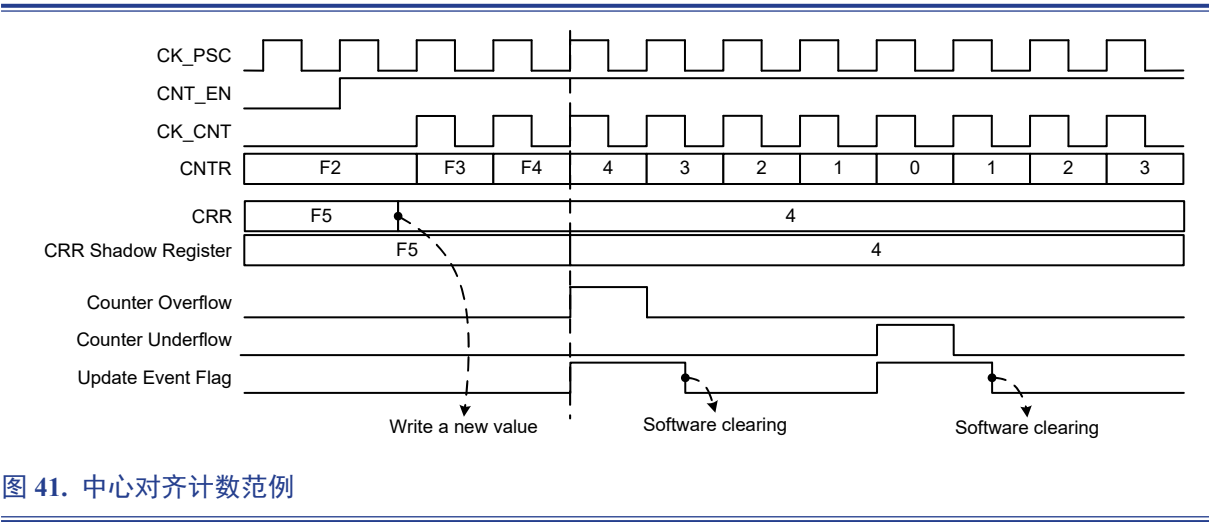 CK_PSC
CNT_EN
CK_CNT
CNTR F2 F3 F4 4 3 2 1 0 1 2 3
CRR F5 4
CRR Shadow Register F5 4
Counter Overflow
Counter Underflow
Update Event Flag
Write a new value Software clearing Software clearing
图 41. 中心对齐计数范例